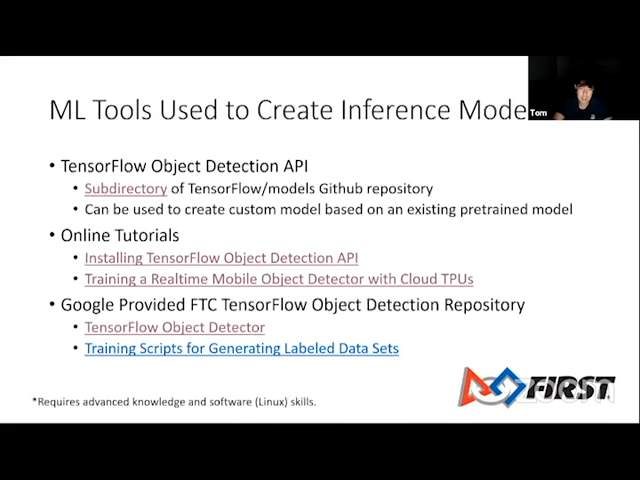 ML Tools Used to Create Inference Mode
Tom
• TensorFlow Object Detection API
• Subdirectory of TensorFlow/models Github repository
• Can be used to create custom model based on an existing pretrained model
• Online Tutorials
• Installing TensorFlow Object Detection API
• Training a Realtime Mobile Object Detector with Cloud TPUs
• Google Provided FTC TensorFlow Object Detection Repository
• TensorFlow Object Detector
• Training Scripts for Generating Labeled Data Sets
FIRST
zoom
*Requires advanced knowledge and software (Linux) skills.